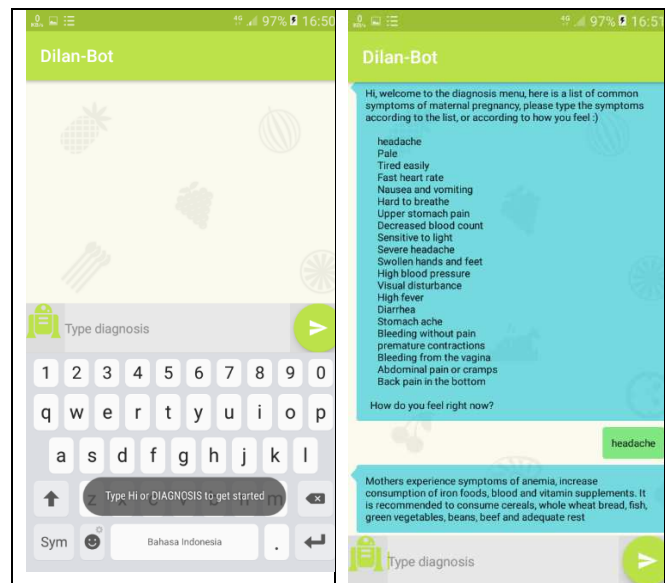 0 KB/s 4G 97% 16:50
Dilan-Bot
Type diagnosis
1 2 3 4 5 6 7 8 9 0
q w e r t y u i o p
a s d f g h j k l
Type Hi or DIAGNOSIS to get started
Sym Bahasa Indonesia .
0 KB/s 4G 97% 16:51
Dilan-Bot
Hi, welcome to the diagnosis menu, here is a list of common
symptoms of maternal pregnancy, please type the symptoms
according to the list, or according to how you feel :)
headache
Pale
Tired easily
Fast heart rate
Nausea and vomiting
Hard to breathe
Upper stomach pain
Decreased blood count
Sensitive to light
Severe headache
Swollen hands and feet
High blood pressure
Visual disturbance
High fever
Diarrhea
Stomach ache
Bleeding without pain
premature contractions
Bleeding from the vagina
Abdominal pain or cramps
Back pain in the bottom
How do you feel right now?
headache
Mothers experience symptoms of anemia, increase
consumption of iron foods, blood and vitamin supplements. It
is recommended to consume cereals, whole wheat bread, fish,
green vegetables, beans, beef and adequate rest
Type diagnosis